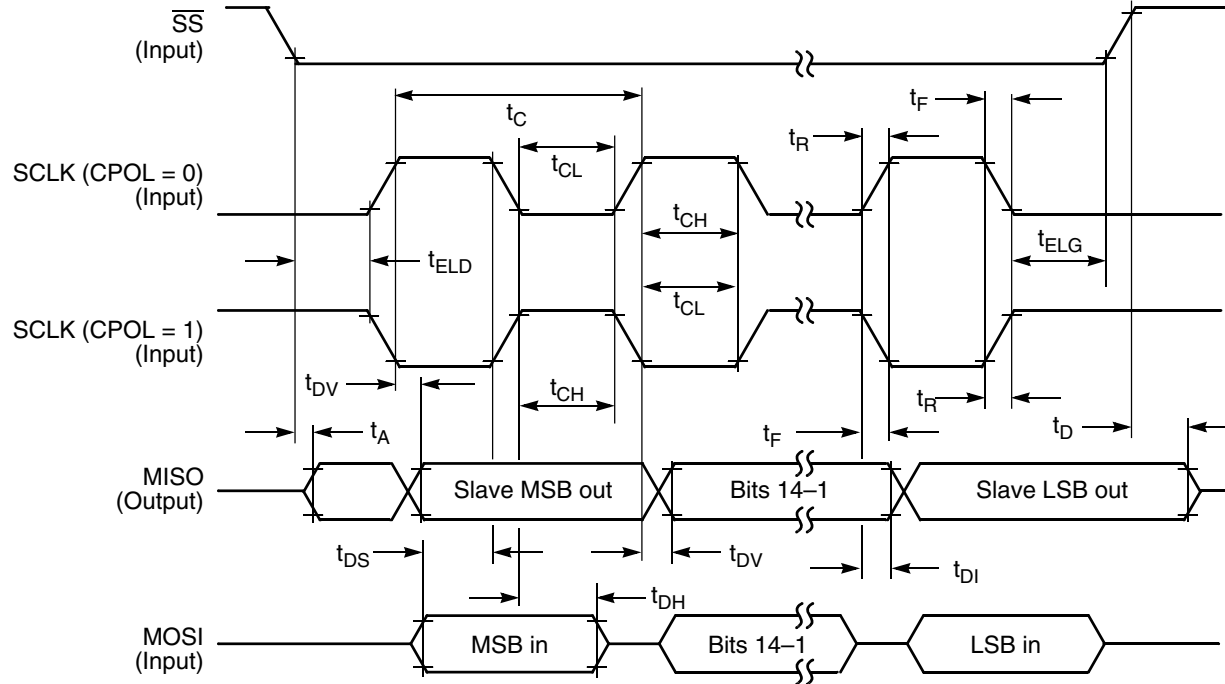 SS
(Input)
t_C
t_F
t_R
t_CL
SCLK (CPOL = 0)
(Input)
t_CH
t_ELG
t_ELD
t_CL
SCLK (CPOL = 1)
(Input)
t_DV
t_CH
t_R
t_A
t_F
t_D
MISO
(Output)
Slave MSB out
Bits 14–1
Slave LSB out
t_DS
t_DV
t_DI
t_DH
MOSI
(Input)
MSB in
Bits 14–1
LSB in